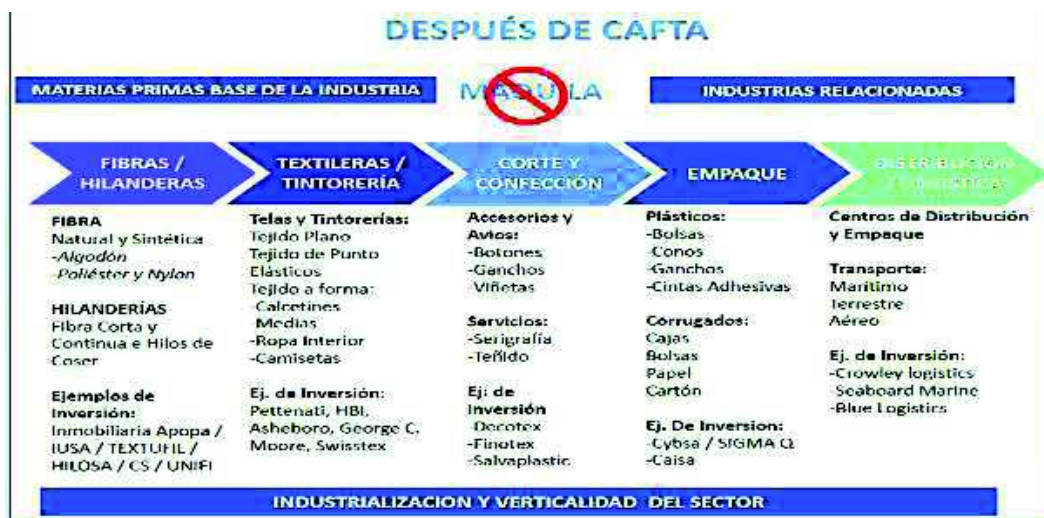 DESPUÉS DE CAFTA
MATERIAS PRIMAS BASE DE LA INDUSTRIA
MAQUILA
INDUSTRIAS RELACIONADAS
FIBRAS /
HILANDERAS
TEXTILERAS /
TINTORERÍA
CORTE Y
CONFECCIÓN
EMPAQUE
DISTRIBUCIÓN
/ LOGISTICA
FIBRA
Natural y Sintética
-Algodón
-Poliéster y Nylon
HILANDERÍAS
Fibra Corta y
Continua e Hilos de
Coser
Ejemplos de
Inversión:
Inmobiliaria Apopa /
IUSA / TEXTUFIL /
HILOSA / CS / UNIFI
Telas y Tintorerías:
Tejido Plano
Tejido de Punto
Elásticos
Tejido a forma:
-Calcetines
Medias
-Ropa Interior
-Camisetas
Ej. de Inversión:
Pettenati, HBI,
Asheboro, George C.
Moore, Swisstex
Accesorios y
Avios:
-Botones
-Ganchos
-Viñetas
Servicios:
-Serigrafía
-Teñido
Ej: de
Inversión
-Decotex
-Finotex
-Salvaplastic
Plásticos:
-Bolsas
-Conos
-Ganchos
-Cintas Adhesivas
Corrugados:
Cajas
Bolsas
Papel
Cartón
Ej. De Inversion:
-Cybsa / SIGMA Q
-Caisa
Centros de Distribución
y Empaque
Transporte:
Marítimo
Terrestre
Aéreo
Ej. de Inversión:
-Crowley logistics
Seaboard Marine
-Blue Logistics
INDUSTRIALIZACION Y VERTICALIDAD DEL SECTOR